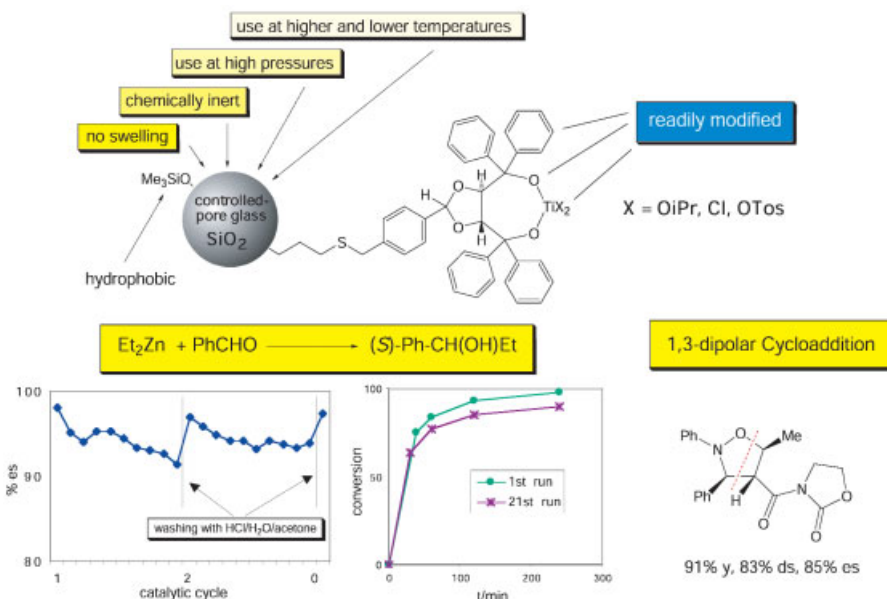 use at higher and lower temperatures
use at high pressures
chemically inert
no swelling
readily modified
Me₃SiO
controlled-
pore glass
SiO₂
hydrophobic
S
H
O
O
H
H
O
O
TiX₂
X = OiPr, Cl, OTos
Et₂Zn + PhCHO ⟶ (S)-Ph-CH(OH)Et
1,3-dipolar Cycloaddition
100
90
80
% es
1
2
0
catalytic cycle
washing with HCl/H₂O/acetone
100
50
0
conversion
1st run
21st run
0
100
200
300
t/min
Ph
N
O
Me
Ph
H
O
N
O
O
91% y, 83% ds, 85% es